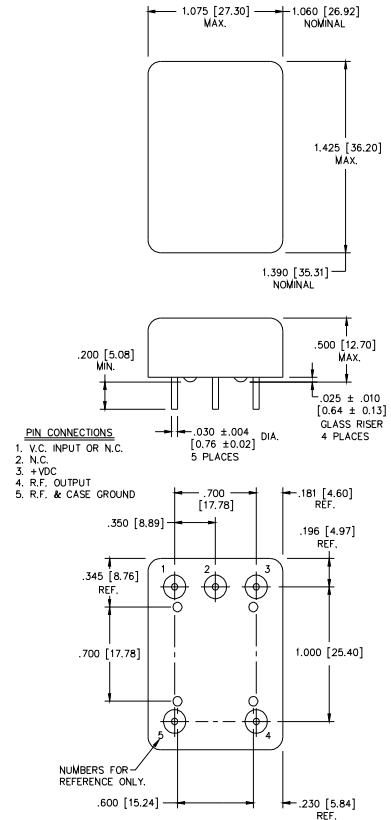 1.075 [27.30]
MAX.
1.060 [26.92]
NOMINAL
1.425 [36.20]
MAX.
1.390 [35.31]
NOMINAL
.200 [5.08]
MIN.
.500 [12.70]
MAX.
.025 ± .010
[0.64 ± 0.13]
GLASS RISER
4 PLACES
.030 ±.004
[0.76 ±0.02]
DIA.
5 PLACES
PIN CONNECTIONS
1. V.C. INPUT OR N.C.
2. N.C.
3. +VDC
4. R.F. OUTPUT
5. R.F. & CASE GROUND
.700
[17.78]
.181 [4.60]
REF.
.350 [8.89]
.196 [4.97]
REF.
.345 [8.76]
REF.
1
2
3
.700 [17.78]
1.000 [25.40]
5
4
NUMBERS FOR
REFERENCE ONLY.
.600 [15.24]
.230 [5.84]
REF.